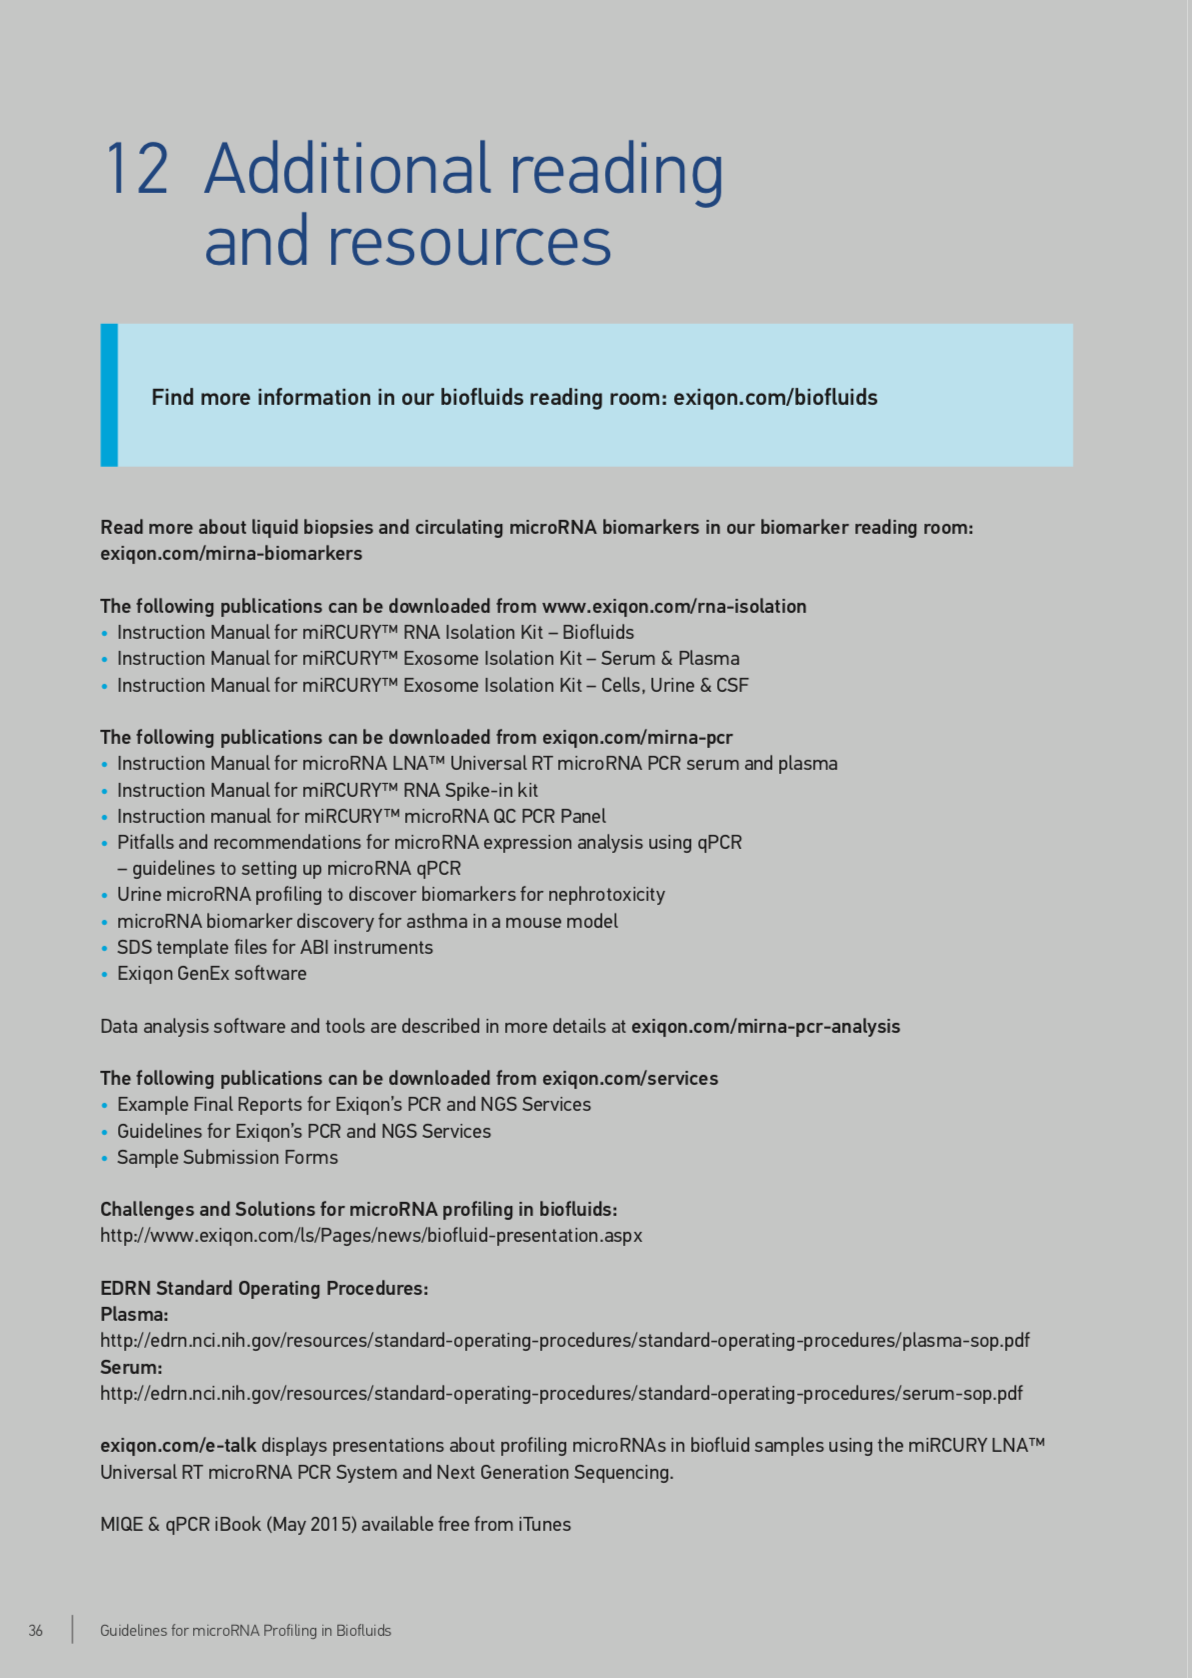 12 Additional reading
and resources
Find more information in our biofluids reading room: exiqon.com/biofluids
Read more about liquid biopsies and circulating microRNA biomarkers in our biomarker reading room:
exiqon.com/mirna-biomarkers
The following publications can be downloaded from www.exiqon.com/rna-isolation
• Instruction Manual for miRCURY™ RNA Isolation Kit – Biofluids
• Instruction Manual for miRCURY™ Exosome Isolation Kit – Serum & Plasma
• Instruction Manual for miRCURY™ Exosome Isolation Kit – Cells, Urine & CSF
The following publications can be downloaded from exiqon.com/mirna-pcr
• Instruction Manual for microRNA LNA™ Universal RT microRNA PCR serum and plasma
• Instruction Manual for miRCURY™ RNA Spike-in kit
• Instruction manual for miRCURY™ microRNA QC PCR Panel
• Pitfalls and recommendations for microRNA expression analysis using qPCR
– guidelines to setting up microRNA qPCR
• Urine microRNA profiling to discover biomarkers for nephrotoxicity
• microRNA biomarker discovery for asthma in a mouse model
• SDS template files for ABI instruments
• Exiqon GenEx software
Data analysis software and tools are described in more details at exiqon.com/mirna-pcr-analysis
The following publications can be downloaded from exiqon.com/services
• Example Final Reports for Exiqon’s PCR and NGS Services
• Guidelines for Exiqon’s PCR and NGS Services
• Sample Submission Forms
Challenges and Solutions for microRNA profiling in biofluids:
http://www.exiqon.com/ls/Pages/news/biofluid-presentation.aspx
EDRN Standard Operating Procedures:
Plasma:
http://edrn.nci.nih.gov/resources/standard-operating-procedures/standard-operating-procedures/plasma-sop.pdf
Serum:
http://edrn.nci.nih.gov/resources/standard-operating-procedures/standard-operating-procedures/serum-sop.pdf
exiqon.com/e-talk displays presentations about profiling microRNAs in biofluid samples using the miRCURY LNA™
Universal RT microRNA PCR System and Next Generation Sequencing.
MIQE & qPCR iBook (May 2015) available free from iTunes
36 Guidelines for microRNA Profiling in Biofluids